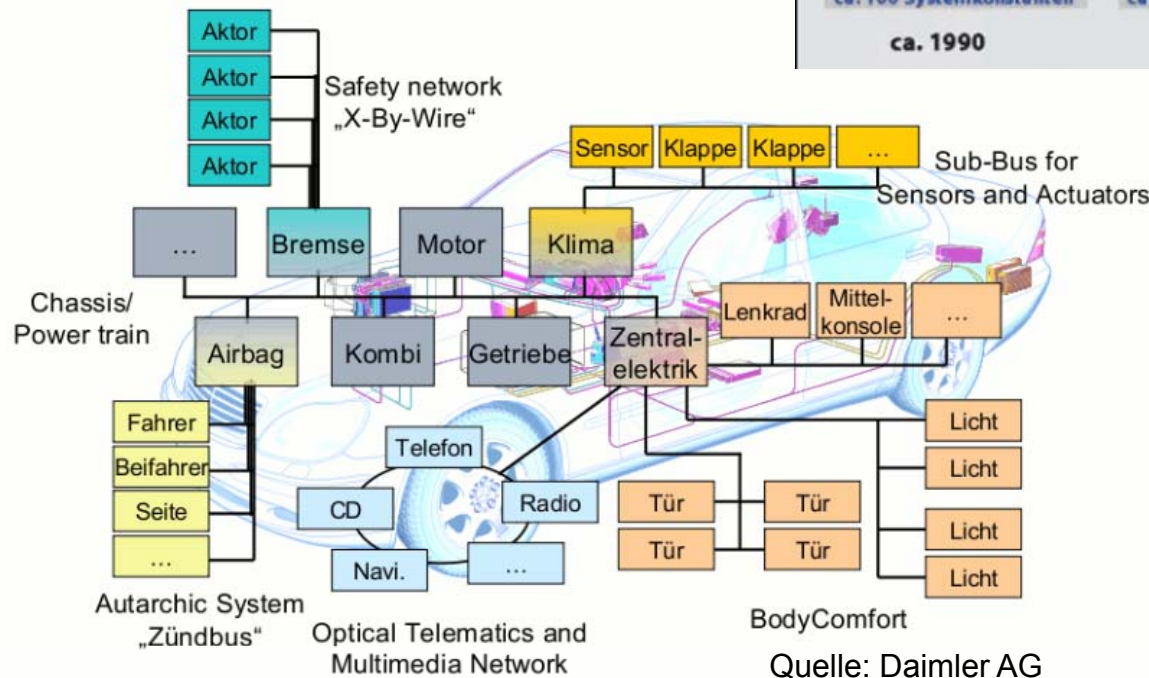 ca. 100 Systemkonstanten
ca. 1990
Aktor
Aktor
Aktor
Aktor
Safety network
„X-By-Wire“
Sensor
Klappe
Klappe
...
Sub-Bus for
Sensors and Actuators
...
Bremse
Motor
Klima
Chassis/
Power train
Airbag
Kombi
Getriebe
Zentral-
elektrik
Lenkrad
Mittel-
konsole
...
Fahrer
Beifahrer
Seite
...
Autarchic System
„Zündbus“
Telefon
CD
Radio
Navi.
...
Optical Telematics and
Multimedia Network
Tür
Tür
Tür
Tür
Licht
Licht
Licht
Licht
BodyComfort
Quelle: Daimler AG